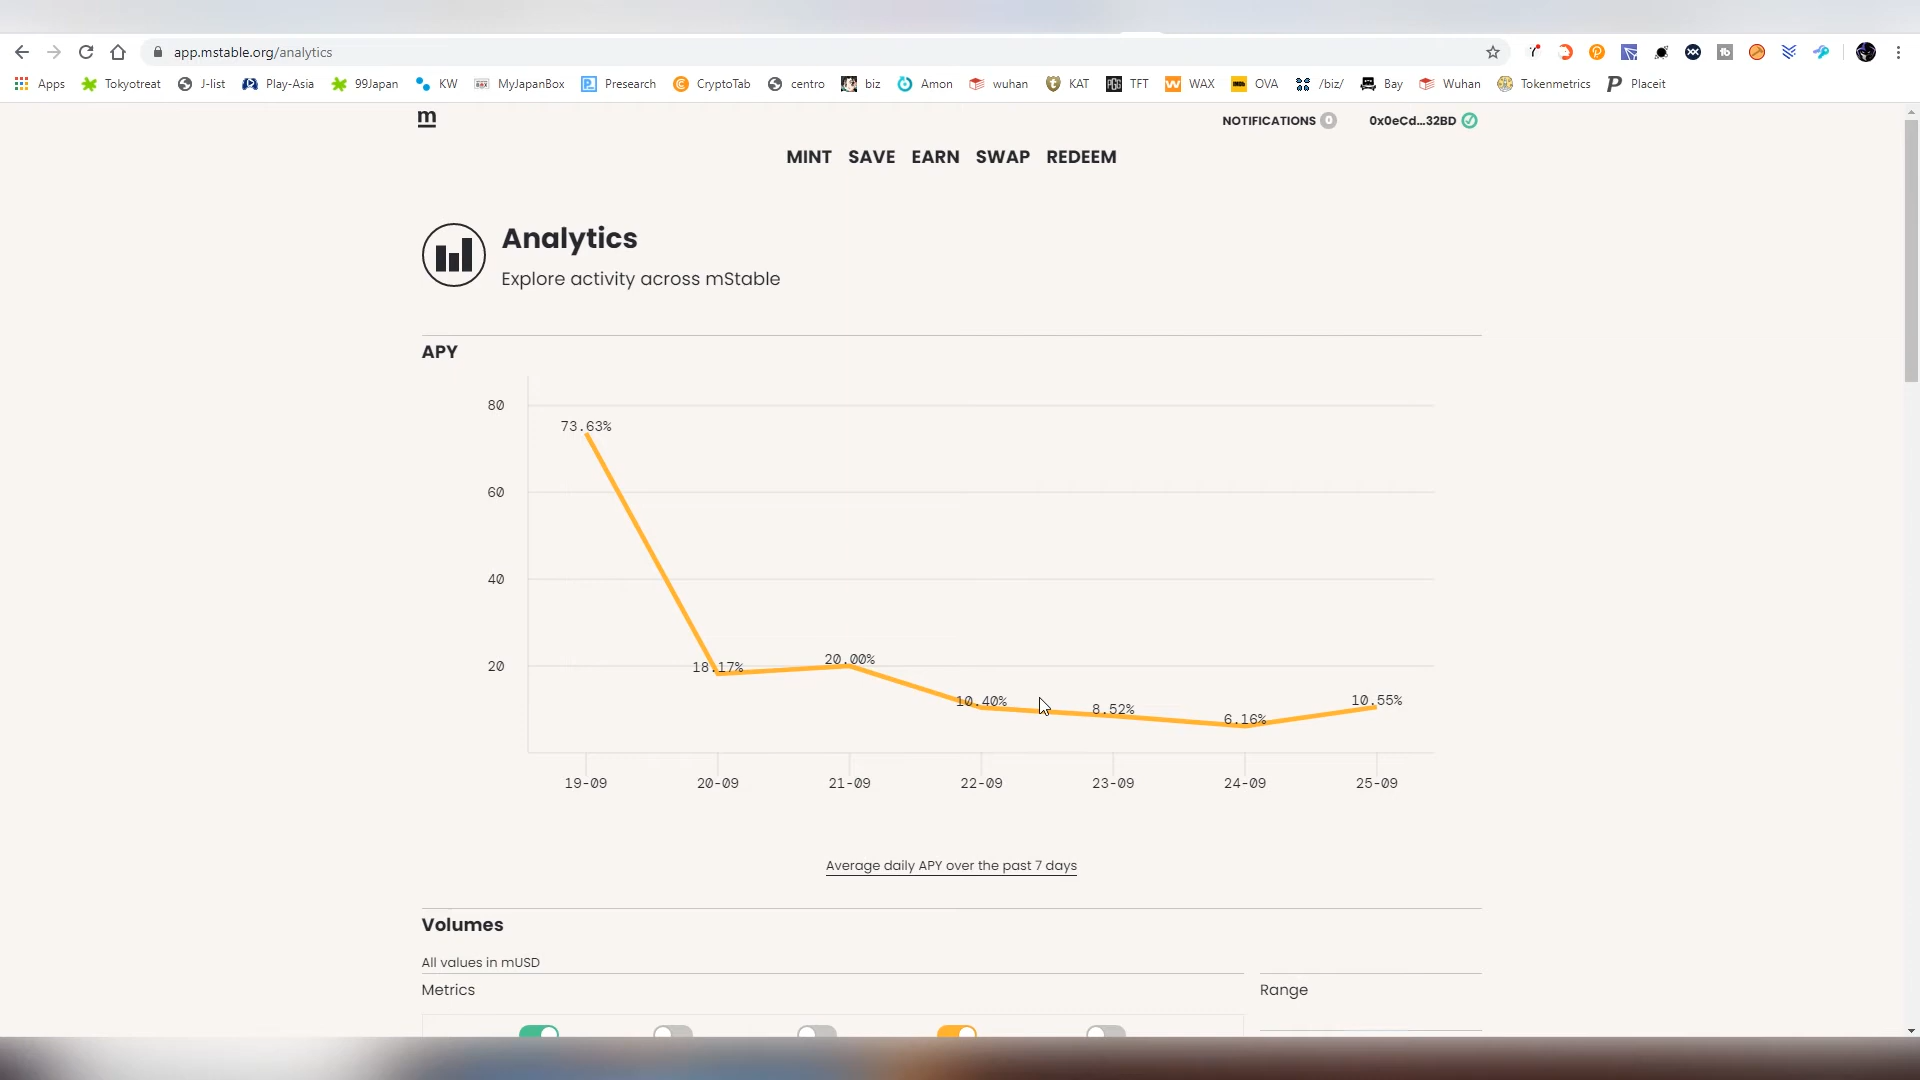 app.mstable.org/analytics
Apps Tokyotreat J-list Play-Asia 99Japan KW MyJapanBox Presearch CryptoTab centro biz Amon wuhan KAT TFT WAX OVA /biz/ Bay Wuhan Tokenmetrics Placeit
m NOTIFICATIONS 0 0x0eCd...32BD
MINT SAVE EARN SWAP REDEEM
Analytics
Explore activity across mStable
APY
80
73.63%
60
40
20
18.17% 20.00% 10.40% 8.52% 6.16% 10.55%
19-09 20-09 21-09 22-09 23-09 24-09 25-09
Average daily APY over the past 7 days
Volumes
All values in mUSD
Metrics Range